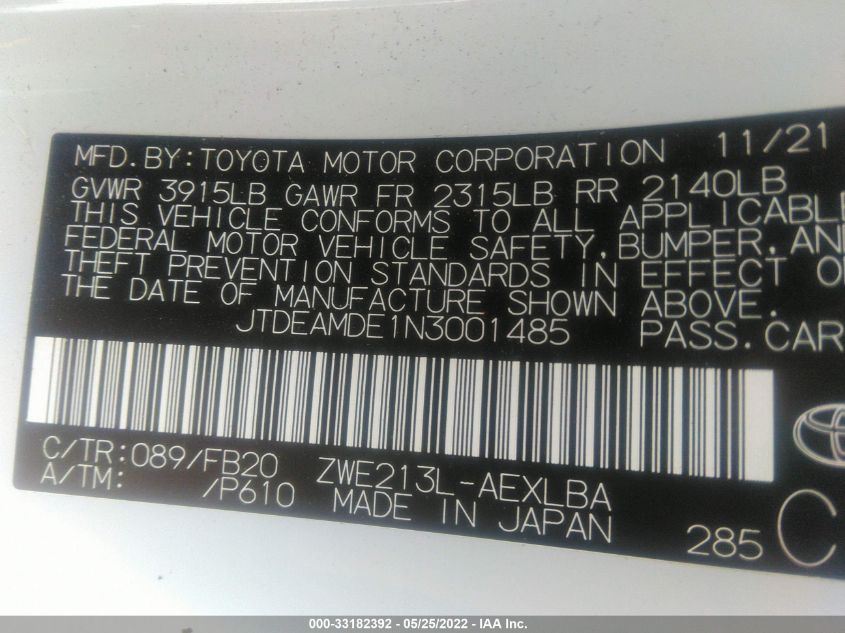 MFD.BY:TOYOTA MOTOR CORPORATION 11/21
GVWR 3915LB GAWR FR 2315LB RR 2140LB
THIS VEHICLE CONFORMS TO ALL APPLICABLE
FEDERAL MOTOR VEHICLE SAFETY,BUMPER,AN
THEFT PREVENTION STANDARDS IN EFFECT O
THE DATE OF MANUFACTURE SHOWN ABOVE.
JTDEAMDE1N3001485 PASS.CAR
C/TR:089/FB20 ZWE213L-AEXLBA
A/TM: /P610 MADE IN JAPAN 285 C
000-33182392 - 05/25/2022 - IAA Inc.